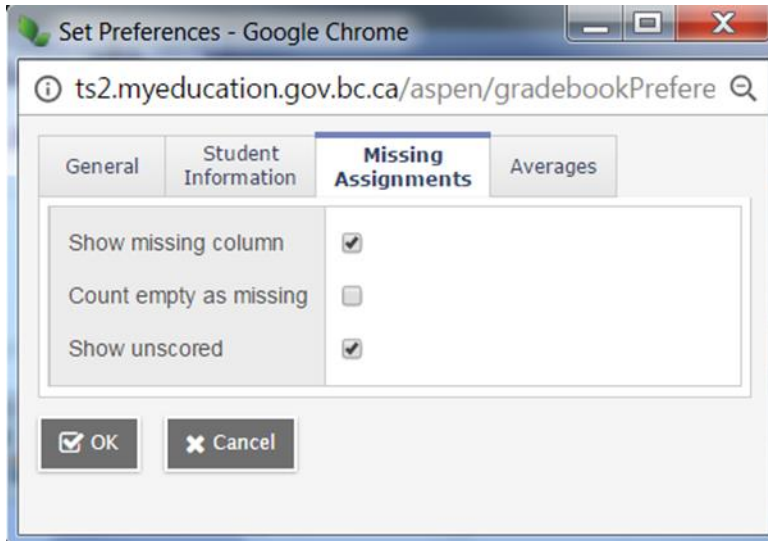 Set Preferences - Google Chrome
ts2.myeducation.gov.bc.ca/aspen/gradebookPrefere
General
Student
Information
Missing
Assignments
Averages
Show missing column
Count empty as missing
Show unscored
OK
Cancel